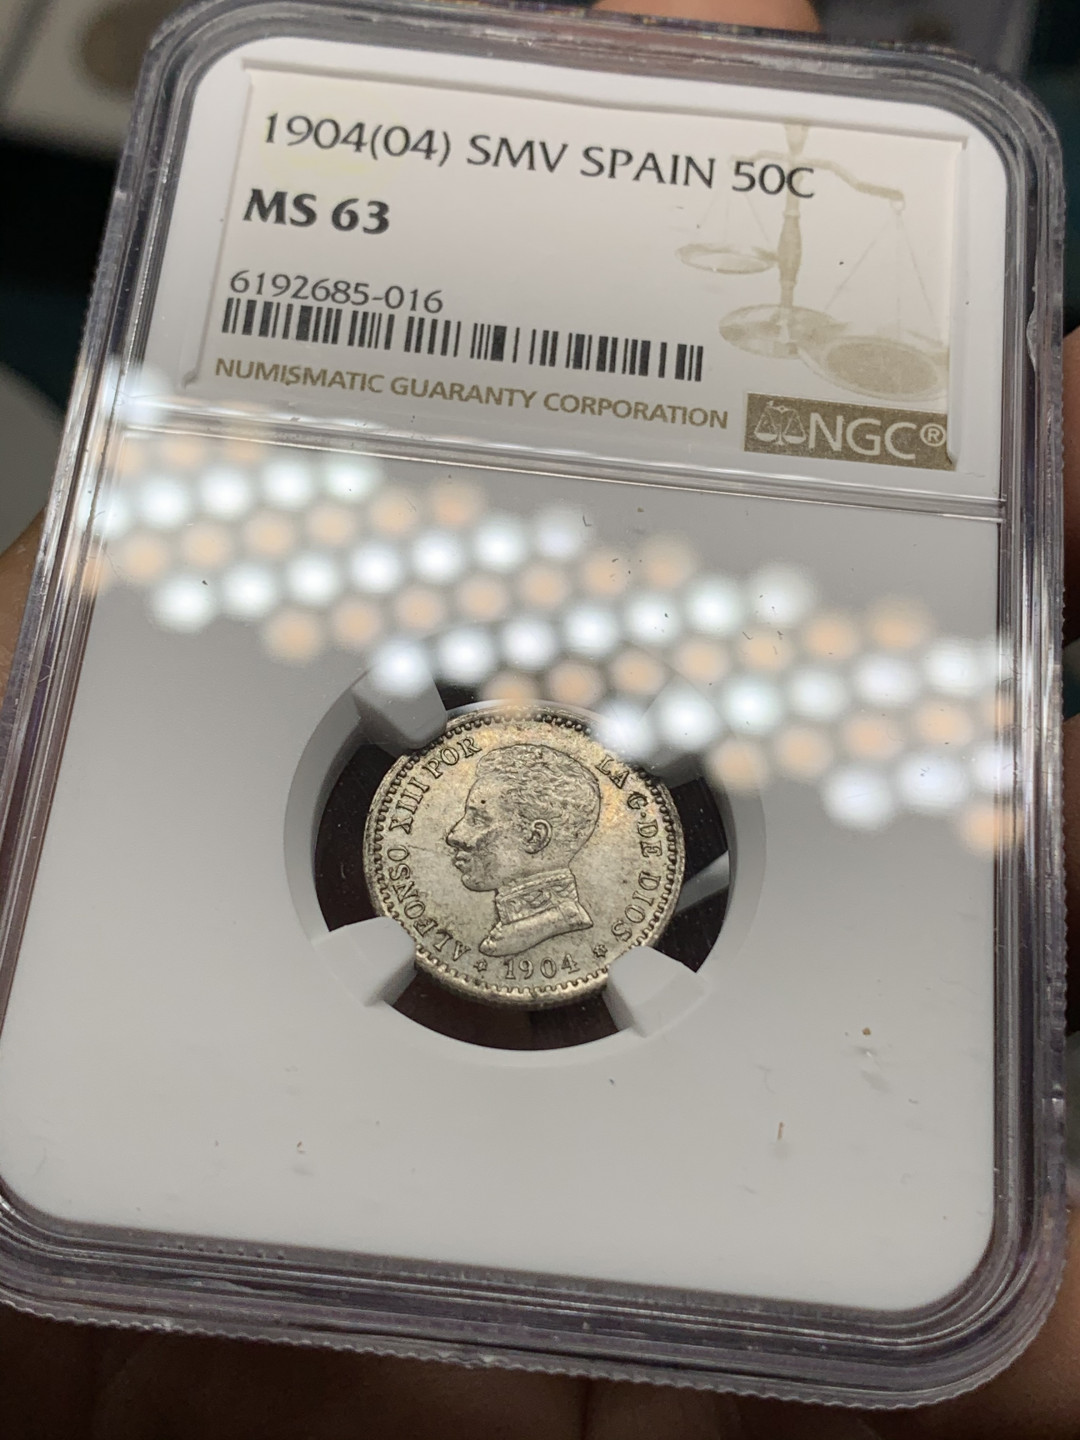 1904(04) SMV SPAIN 50C
MS 63
6192685-016
NUMISMATIC GUARANTY CORPORATION
NGC®
ALFONSO XIII POR LA G·DE DIOS
* 1904 *